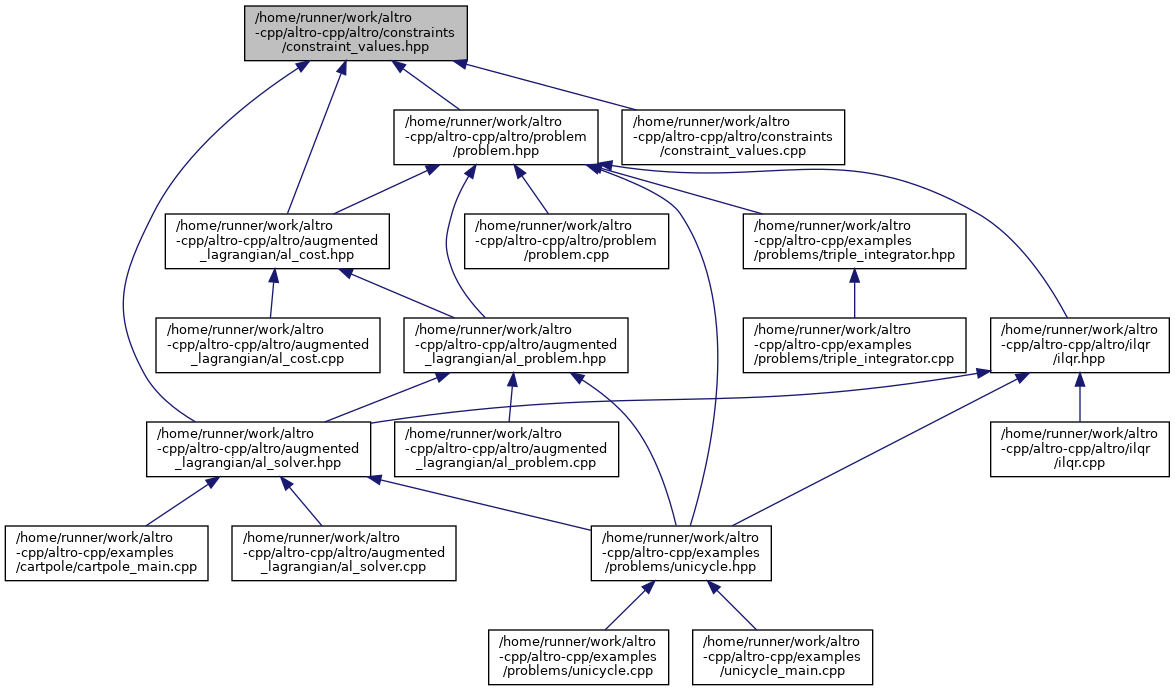 /home/runner/work/altro
-cpp/altro-cpp/altro/constraints
/constraint_values.hpp
/home/runner/work/altro
-cpp/altro-cpp/altro/problem
/problem.hpp
/home/runner/work/altro
-cpp/altro-cpp/altro/constraints
/constraint_values.cpp
/home/runner/work/altro
-cpp/altro-cpp/altro/augmented
_lagrangian/al_cost.hpp
/home/runner/work/altro
-cpp/altro-cpp/altro/problem
/problem.cpp
/home/runner/work/altro
-cpp/altro-cpp/examples
/problems/triple_integrator.hpp
/home/runner/work/altro
-cpp/altro-cpp/altro/augmented
_lagrangian/al_cost.cpp
/home/runner/work/altro
-cpp/altro-cpp/altro/augmented
_lagrangian/al_problem.hpp
/home/runner/work/altro
-cpp/altro-cpp/examples
/problems/triple_integrator.cpp
/home/runner/work/altro
-cpp/altro-cpp/altro/ilqr
/ilqr.hpp
/home/runner/work/altro
-cpp/altro-cpp/altro/augmented
_lagrangian/al_solver.hpp
/home/runner/work/altro
-cpp/altro-cpp/altro/augmented
_lagrangian/al_problem.cpp
/home/runner/work/altro
-cpp/altro-cpp/altro/ilqr
/ilqr.cpp
/home/runner/work/altro
-cpp/altro-cpp/examples
/cartpole/cartpole_main.cpp
/home/runner/work/altro
-cpp/altro-cpp/altro/augmented
_lagrangian/al_solver.cpp
/home/runner/work/altro
-cpp/altro-cpp/examples
/problems/unicycle.hpp
/home/runner/work/altro
-cpp/altro-cpp/examples
/problems/unicycle.cpp
/home/runner/work/altro
-cpp/altro-cpp/examples
/unicycle_main.cpp